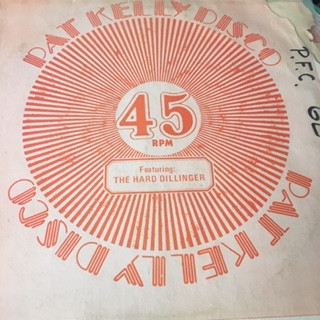 PAT KELLY DISCO
45
RPM
Featuring:
THE HARD DILLINGER
PAT KELLY DISCO
P.F.C.